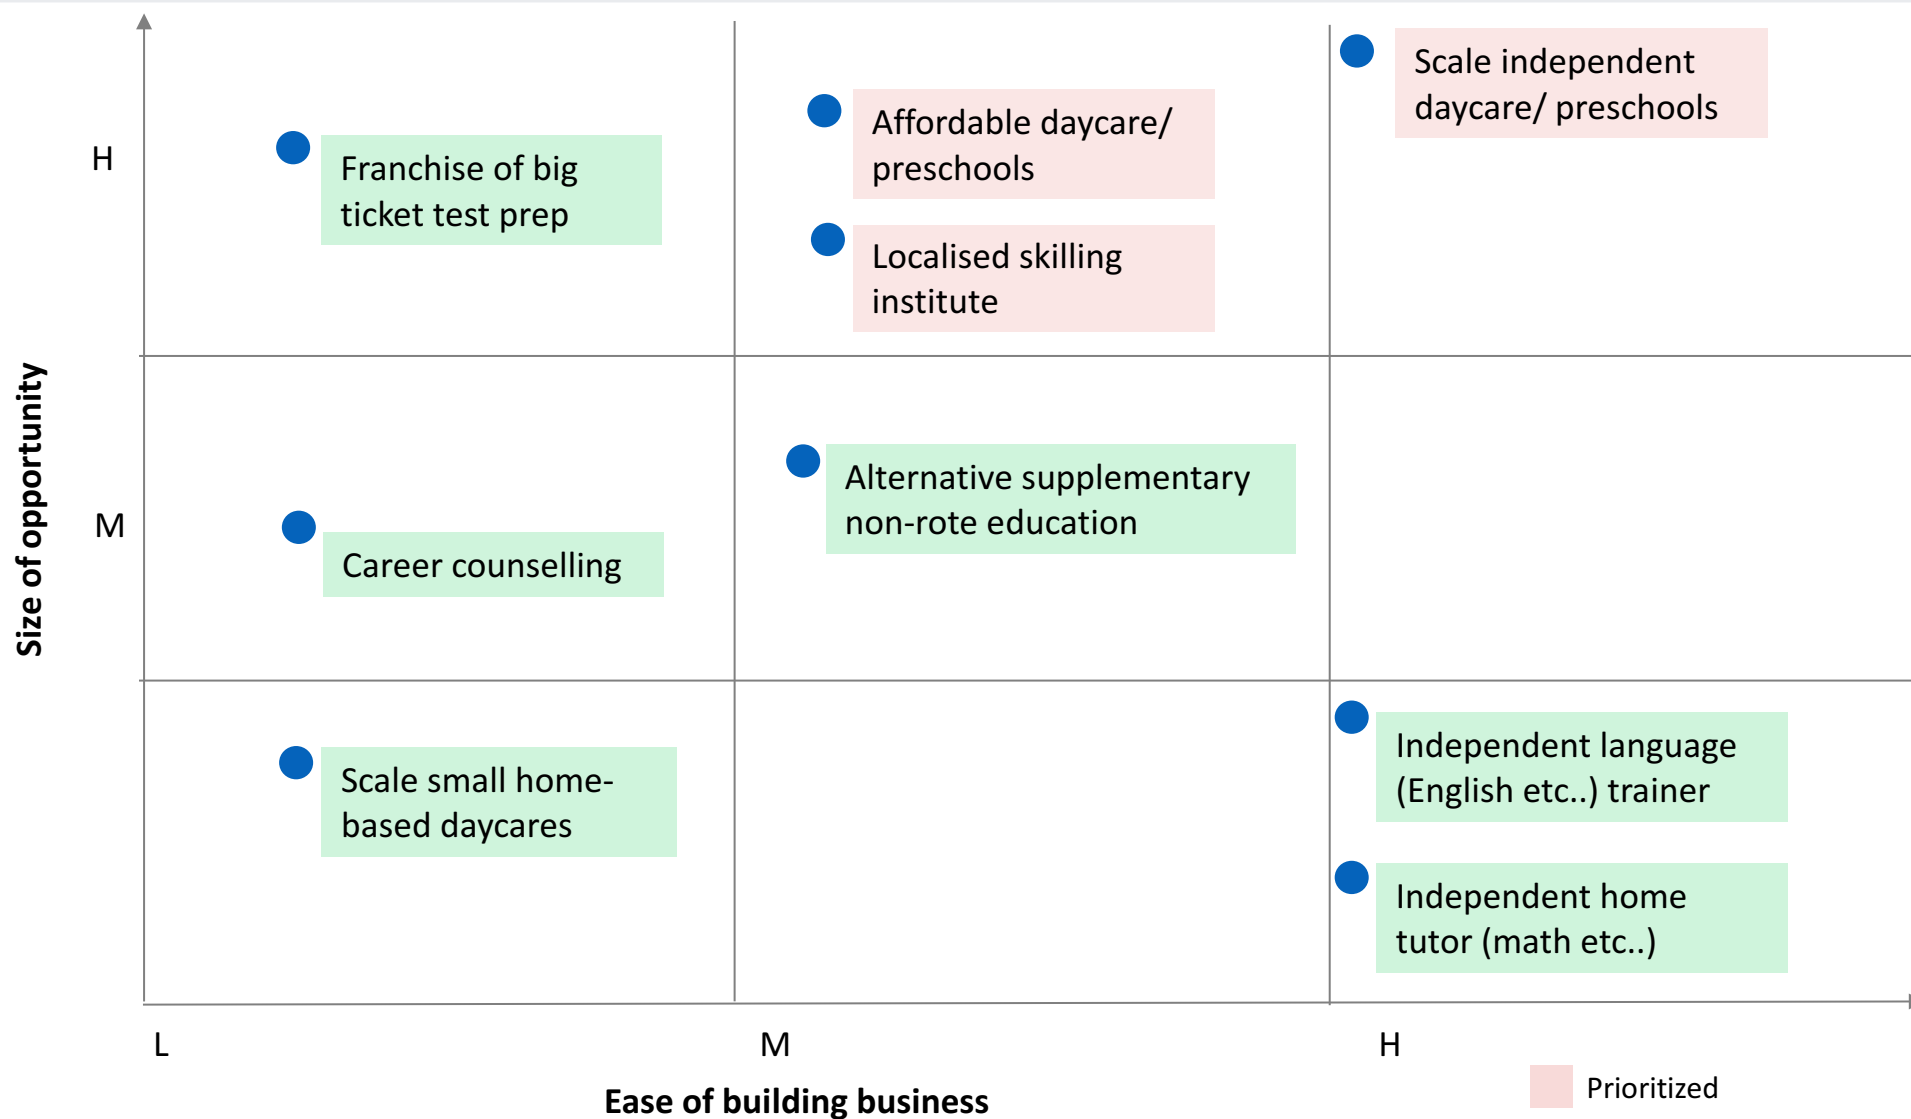 Scale independent
daycare/ preschools
Affordable daycare/
preschools
H
Franchise of big
ticket test prep
Localised skilling
institute
Size of opportunity
M
Alternative supplementary
non-rote education
Career counselling
Scale small home-
based daycares
Independent language
(English etc..) trainer
Independent home
tutor (math etc..)
L
M
H
Ease of building business
Prioritized